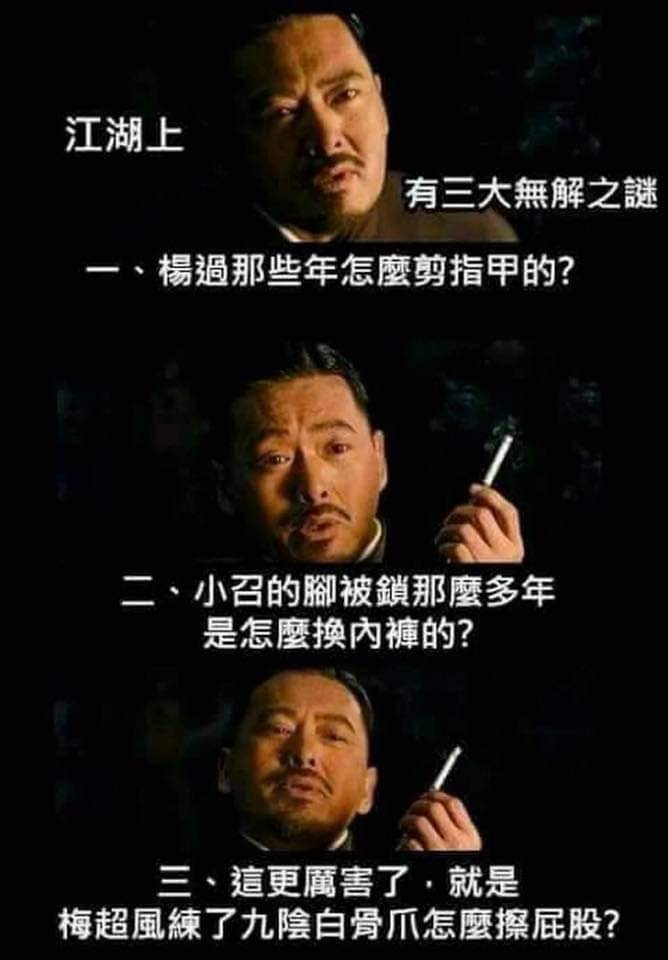 江湖上
有三大無解之謎
一、楊過那些年怎麼剪指甲的?
二、小召的腳被鎖那麼多年
是怎麼換內褲的?
三、這更厲害了，就是
梅超風練了九陰白骨爪怎麼擦屁股?